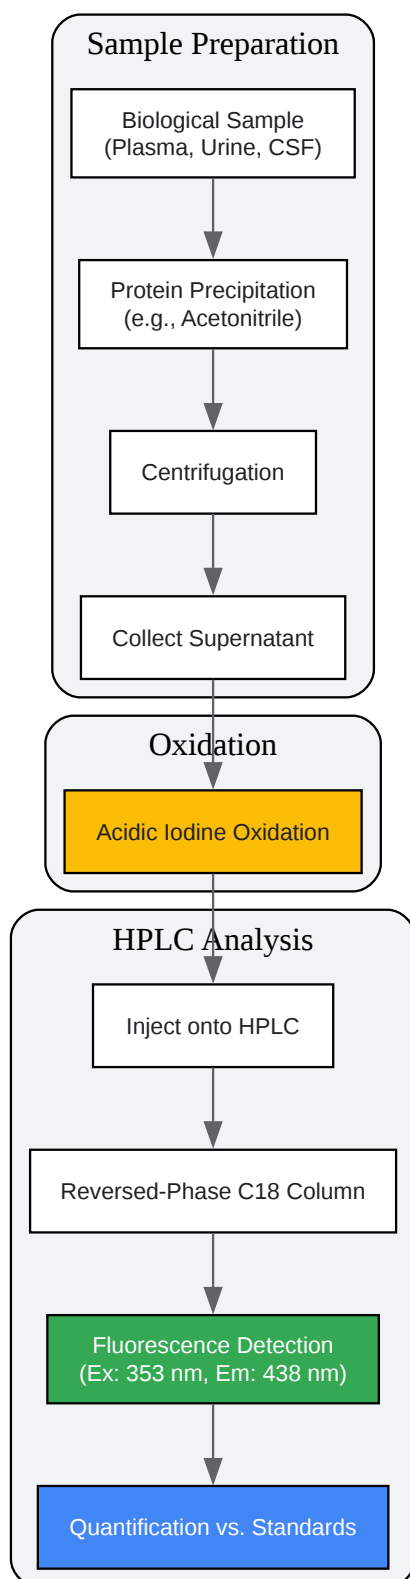 Sample Preparation
Biological Sample
(Plasma, Urine, CSF)
Protein Precipitation
(e.g., Acetonitrile)
Centrifugation
Collect Supernatant
Oxidation
Acidic Iodine Oxidation
HPLC Analysis
Inject onto HPLC
Reversed-Phase C18 Column
Fluorescence Detection
(Ex: 353 nm, Em: 438 nm)
Quantification vs. Standards